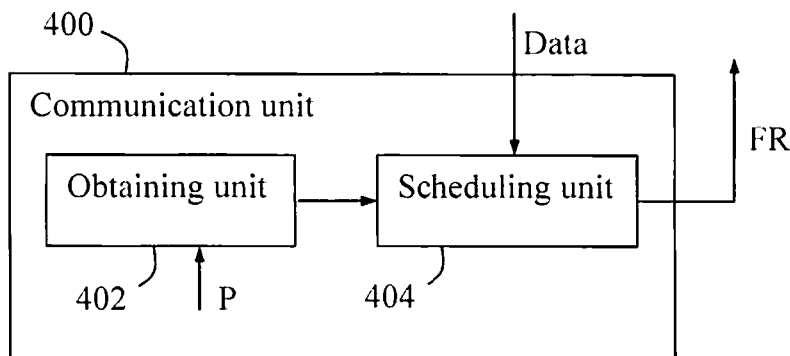 400
Data
Communication unit
FR
Obtaining unit
Scheduling unit
402
P
404